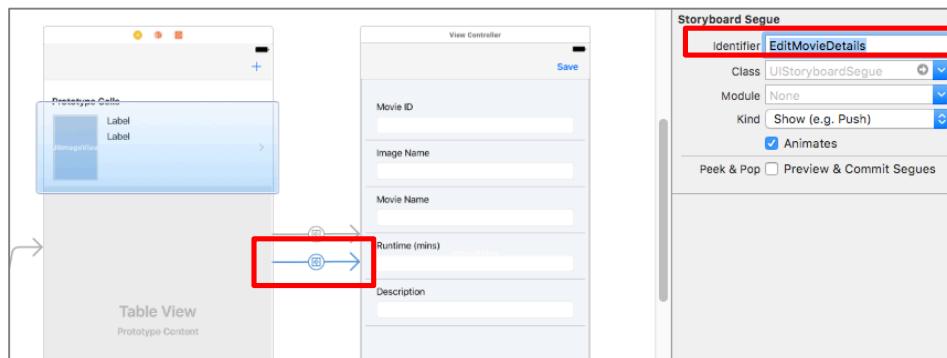 View Controller
+
Save
Prototype Cells
Label
Label
UIImageView
Table View
Prototype Content
Movie ID
Image Name
Movie Name
Runtime (mins)
Description
Storyboard Segue
Identifier EditMovieDetails
Class UIStoryboardSegue
Module None
Kind Show (e.g. Push)
Animates
Peek & Pop Preview & Commit Segues